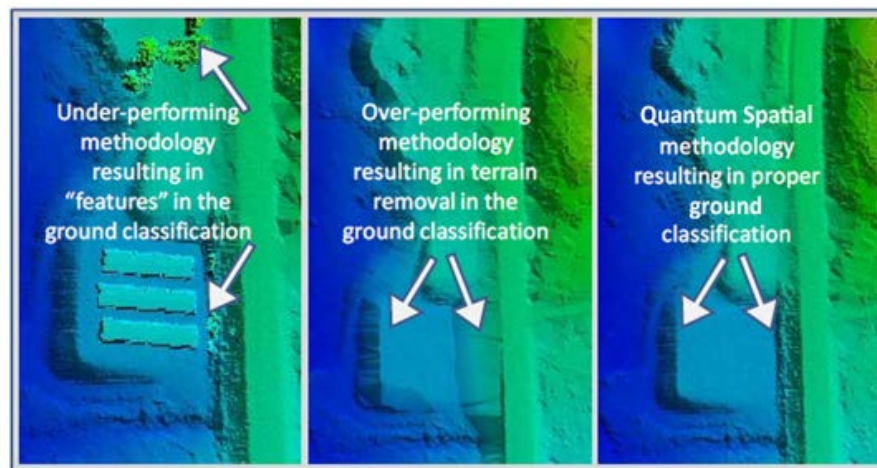 Under-performing
methodology
resulting in
“features” in the
ground classification
Over-performing
methodology
resulting in terrain
removal in the
ground classification
Quantum Spatial
methodology
resulting in proper
ground
classification